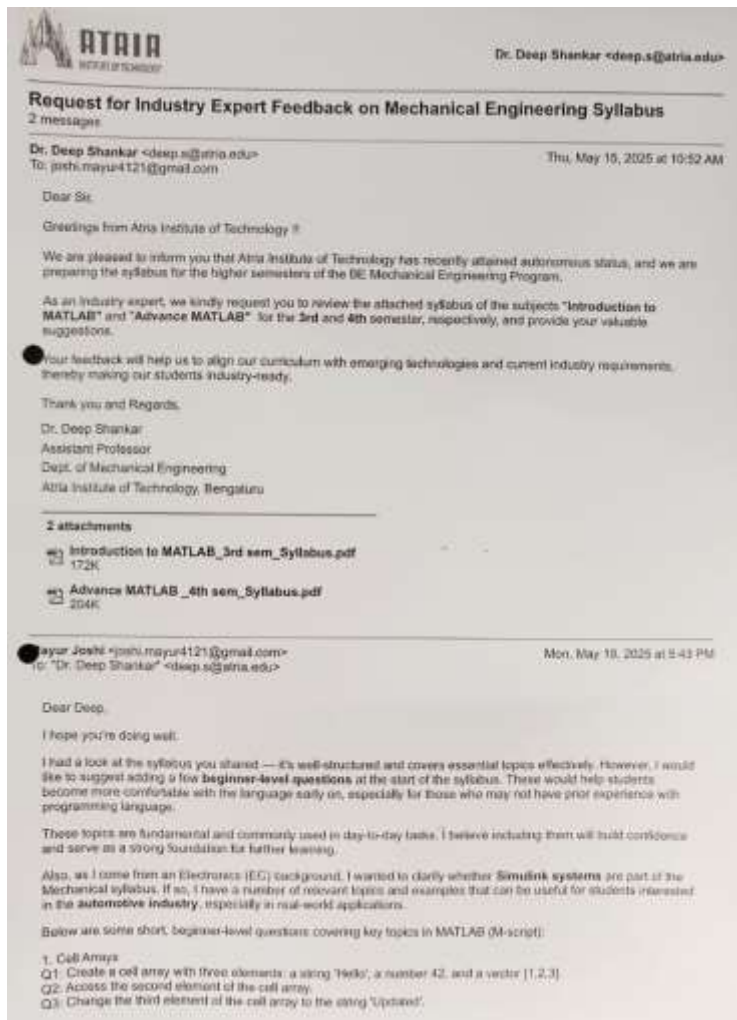 ATRIA
INSTITUTE OF TECHNOLOGY
Dr. Deep Shankar <deep.s@atria.edu>
Request for Industry Expert Feedback on Mechanical Engineering Syllabus
2 messages
Dr. Deep Shankar <deep.s@atria.edu>
Thu, May 15, 2025 at 10:52 AM
To: joshi.mayur4121@gmail.com
Dear Sir,
Greetings from Atria Institute of Technology !!
We are pleased to inform you that Atria Institute of Technology has recently attained autonomous status, and we are
preparing the syllabus for the higher semesters of the BE Mechanical Engineering Program.
As an industry expert, we kindly request you to review the attached syllabus of the subjects "Introduction to
MATLAB" and "Advance MATLAB" for the 3rd and 4th semester, respectively, and provide your valuable
suggestions.
Your feedback will help us to align our curriculum with emerging technologies and current industry requirements,
thereby making our students industry-ready.
Thank you and Regards,
Dr. Deep Shankar
Assistant Professor
Dept. of Mechanical Engineering
Atria Institute of Technology, Bengaluru
2 attachments
Introduction to MATLAB_3rd sem_Syllabus.pdf
172K
Advance MATLAB _4th sem_Syllabus.pdf
204K
ayur Joshi <joshi.mayur4121@gmail.com>
Mon, May 19, 2025 at 5:43 PM
To: "Dr. Deep Shankar" <deep.s@atria.edu>
Dear Deep,
I hope you're doing well.
I had a look at the syllabus you shared — it's well-structured and covers essential topics effectively. However, I would
like to suggest adding a few beginner-level questions at the start of the syllabus. These would help students
become more comfortable with the language early on, especially for those who may not have prior experience with
programming language.
These topics are fundamental and commonly used in day-to-day tasks. I believe including them will build confidence
and serve as a strong foundation for further learning.
Also, as I come from an Electronics (EC) background, I wanted to clarify whether Simulink systems are part of the
Mechanical syllabus. If so, I have a number of relevant topics and examples that can be useful for students interested
in the automotive industry, especially in real-world applications.
Below are some short, beginner-level questions covering key topics in MATLAB (M-script):
1. Cell Arrays
Q1: Create a cell array with three elements: a string 'Hello', a number 42, and a vector [1,2,3].
Q2: Access the second element of the cell array.
Q3: Change the third element of the cell array to the string 'Updated'.